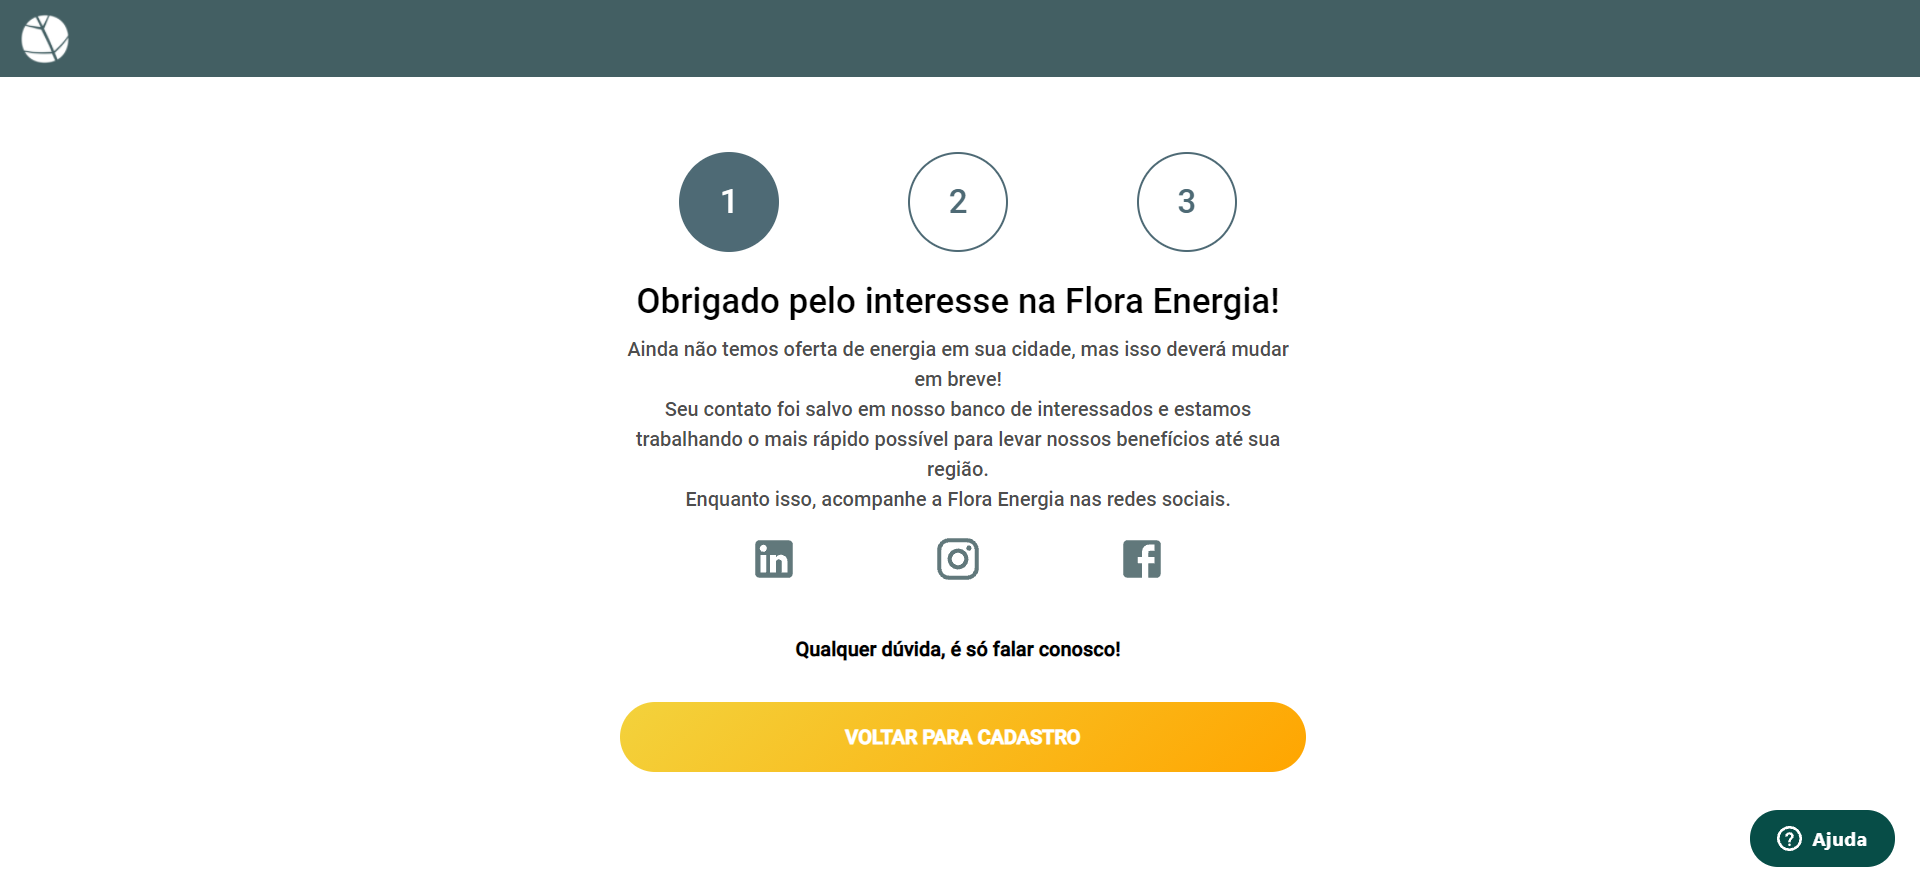 1
2
3
Obrigado pelo interesse na Flora Energia!
Ainda não temos oferta de energia em sua cidade, mas isso deverá mudar
em breve!
Seu contato foi salvo em nosso banco de interessados e estamos
trabalhando o mais rápido possível para levar nossos benefícios até sua
região.
Enquanto isso, acompanhe a Flora Energia nas redes sociais.
Qualquer dúvida, é só falar conosco!
VOLTAR PARA CADASTRO
Ajuda